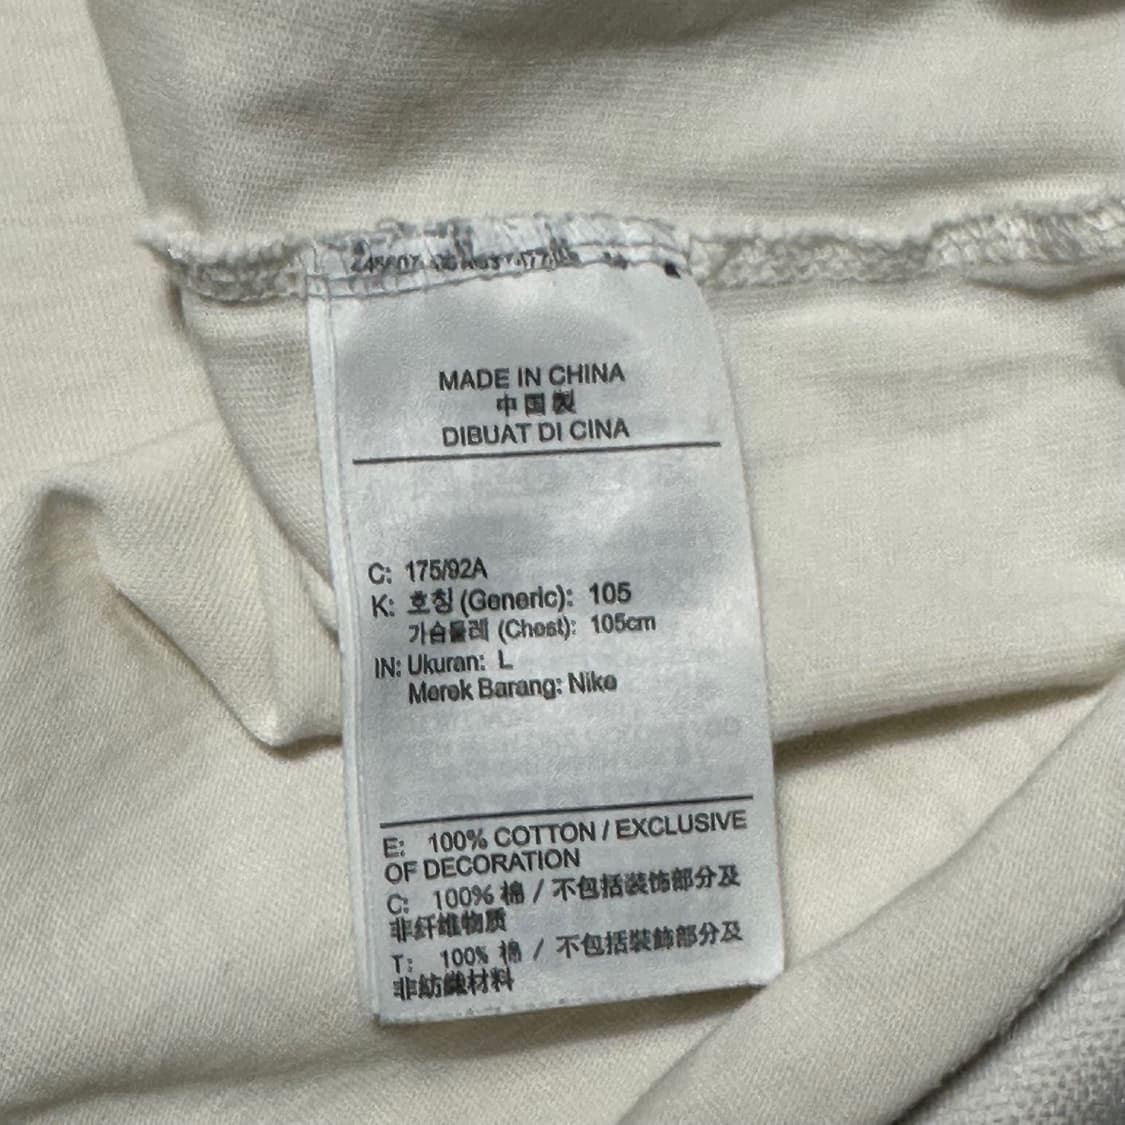 MADE IN CHINA
中国製
DIBUAT DI CINA
C: 175/92A
K: 호칭 (Generic): 105
가슴둘레 (Chest): 105cm
IN: Ukuran: L
Merek Barang: Nike
E: 100% COTTON / EXCLUSIVE
OF DECORATION
C: 100% 棉 / 不包括装饰部分及
非纤维物质
T: 100% 棉 / 不包括裝飾部分及
非紡織材料